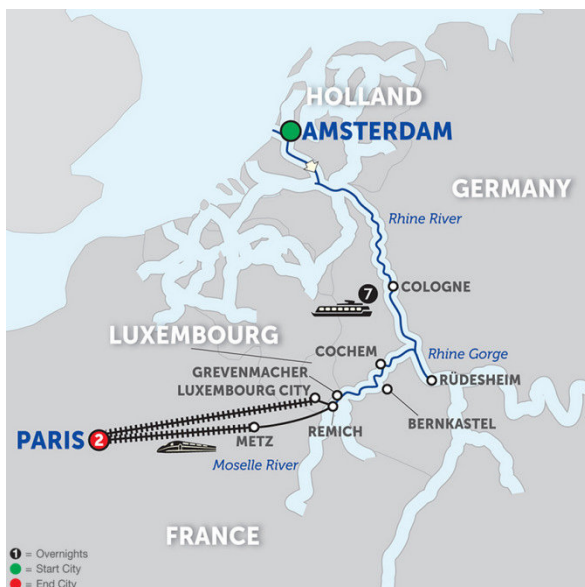 HOLLAND
AMSTERDAM
GERMANY
Rhine River
7
COLOGNE
LUXEMBOURG
COCHEM
Rhine Gorge
GREVENMACHER
LUXEMBOURG CITY
RÜDESHEIM
BERNKASTEL
REMICH
PARIS 2
METZ
Moselle River
FRANCE
1 = Overnights
= Start City
= End City